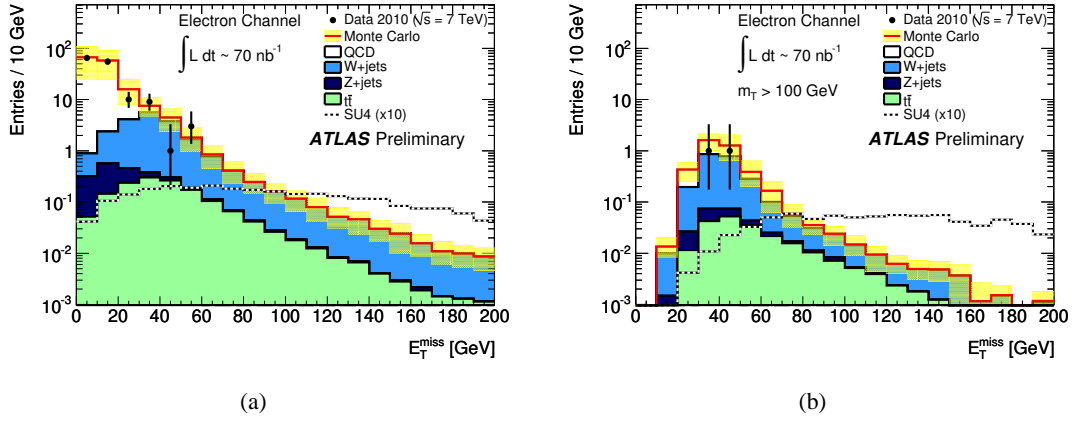 Electron Channel
∫ L dt ~ 70 nb⁻¹
Data 2010 (√s = 7 TeV)
Monte Carlo
QCD
W+jets
Z+jets
tt̄
SU4 (x10)
ATLAS Preliminary
Entries / 10 GeV
10²
10
1
10⁻¹
10⁻²
10⁻³
0 20 40 60 80 100 120 140 160 180 200
E_T^miss [GeV]
(a)
Electron Channel
∫ L dt ~ 70 nb⁻¹
m_T > 100 GeV
Data 2010 (√s = 7 TeV)
Monte Carlo
QCD
W+jets
Z+jets
tt̄
SU4 (x10)
ATLAS Preliminary
Entries / 10 GeV
10²
10
1
10⁻¹
10⁻²
10⁻³
0 20 40 60 80 100 120 140 160 180 200
E_T^miss [GeV]
(b)